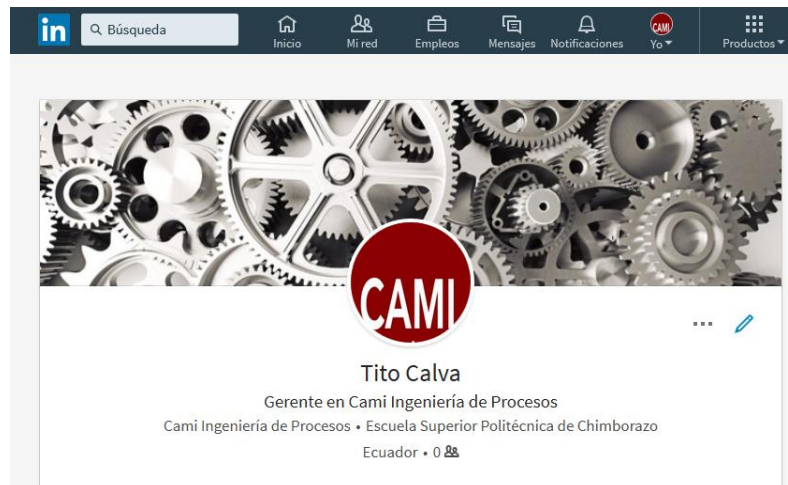 in
Búsqueda
Inicio
Mi red
Empleos
Mensajes
Notificaciones
CAMI
Yo
Productos
CAMI
Tito Calva
Gerente en Cami Ingeniería de Procesos
Cami Ingeniería de Procesos • Escuela Superior Politécnica de Chimborazo
Ecuador • 0